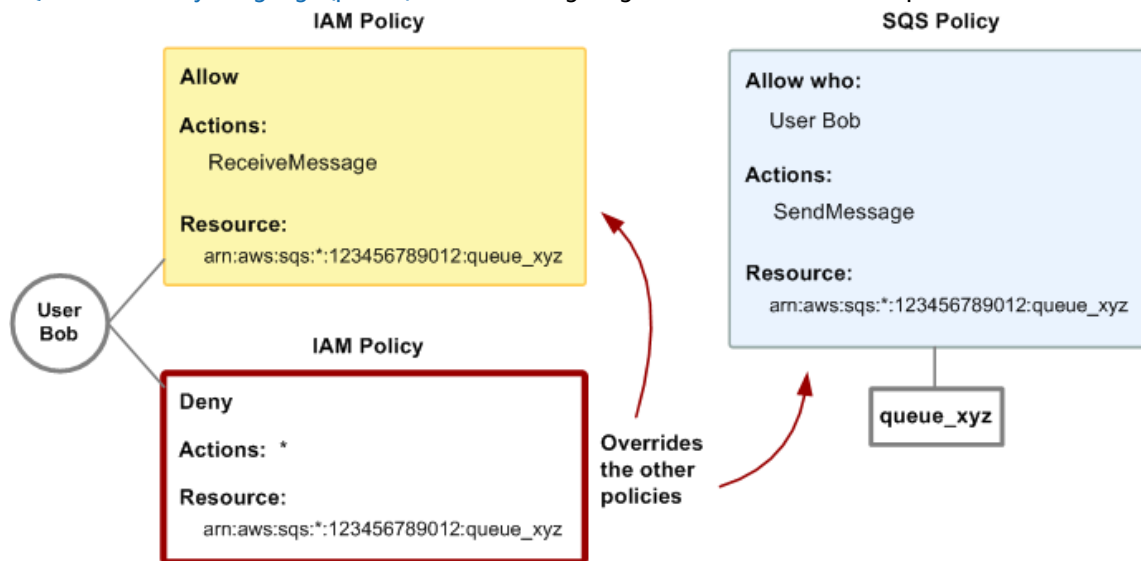 IAM Policy
Allow
Actions:
ReceiveMessage
Resource:
arn:aws:sqs:*:123456789012:queue_xyz
SQS Policy
Allow who:
User Bob
Actions:
SendMessage
Resource:
arn:aws:sqs:*:123456789012:queue_xyz
User
Bob
IAM Policy
Deny
Actions: *
Resource:
arn:aws:sqs:*:123456789012:queue_xyz
Overrides
the other
policies
queue_xyz